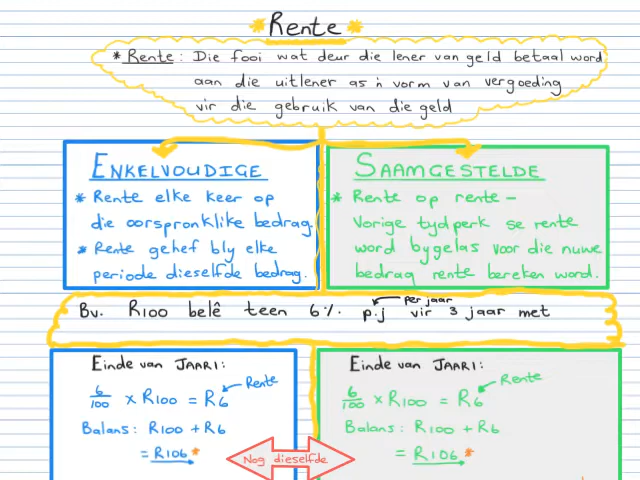 Rente
* Rente: Die fooi wat deur die lener van geld betaal word
aan die uitlener as 'n vorm van vergoeding
vir die gebruik van die geld
ENKELVOUDIGE
* Rente elke keer op
die oorspronklike bedrag.
* Rente gehef bly elke
periode dieselfde bedrag.
SAAMGESTELDE
* Rente op rente -
Vorige tydperk se rente
word bygelas voor die nuwe
bedrag rente bereken word.
per jaar
Bv. R100 belê teen 6%. p.j vir 3 jaar met
Einde van JAAR1:
6/100 x R100 = R6
Rente
Balans: R100 + R6
= R106*
Einde van JAAR1:
6/100 x R100 = R6
Rente
Balans: R100 + R6
= R106*
Nog dieselfde